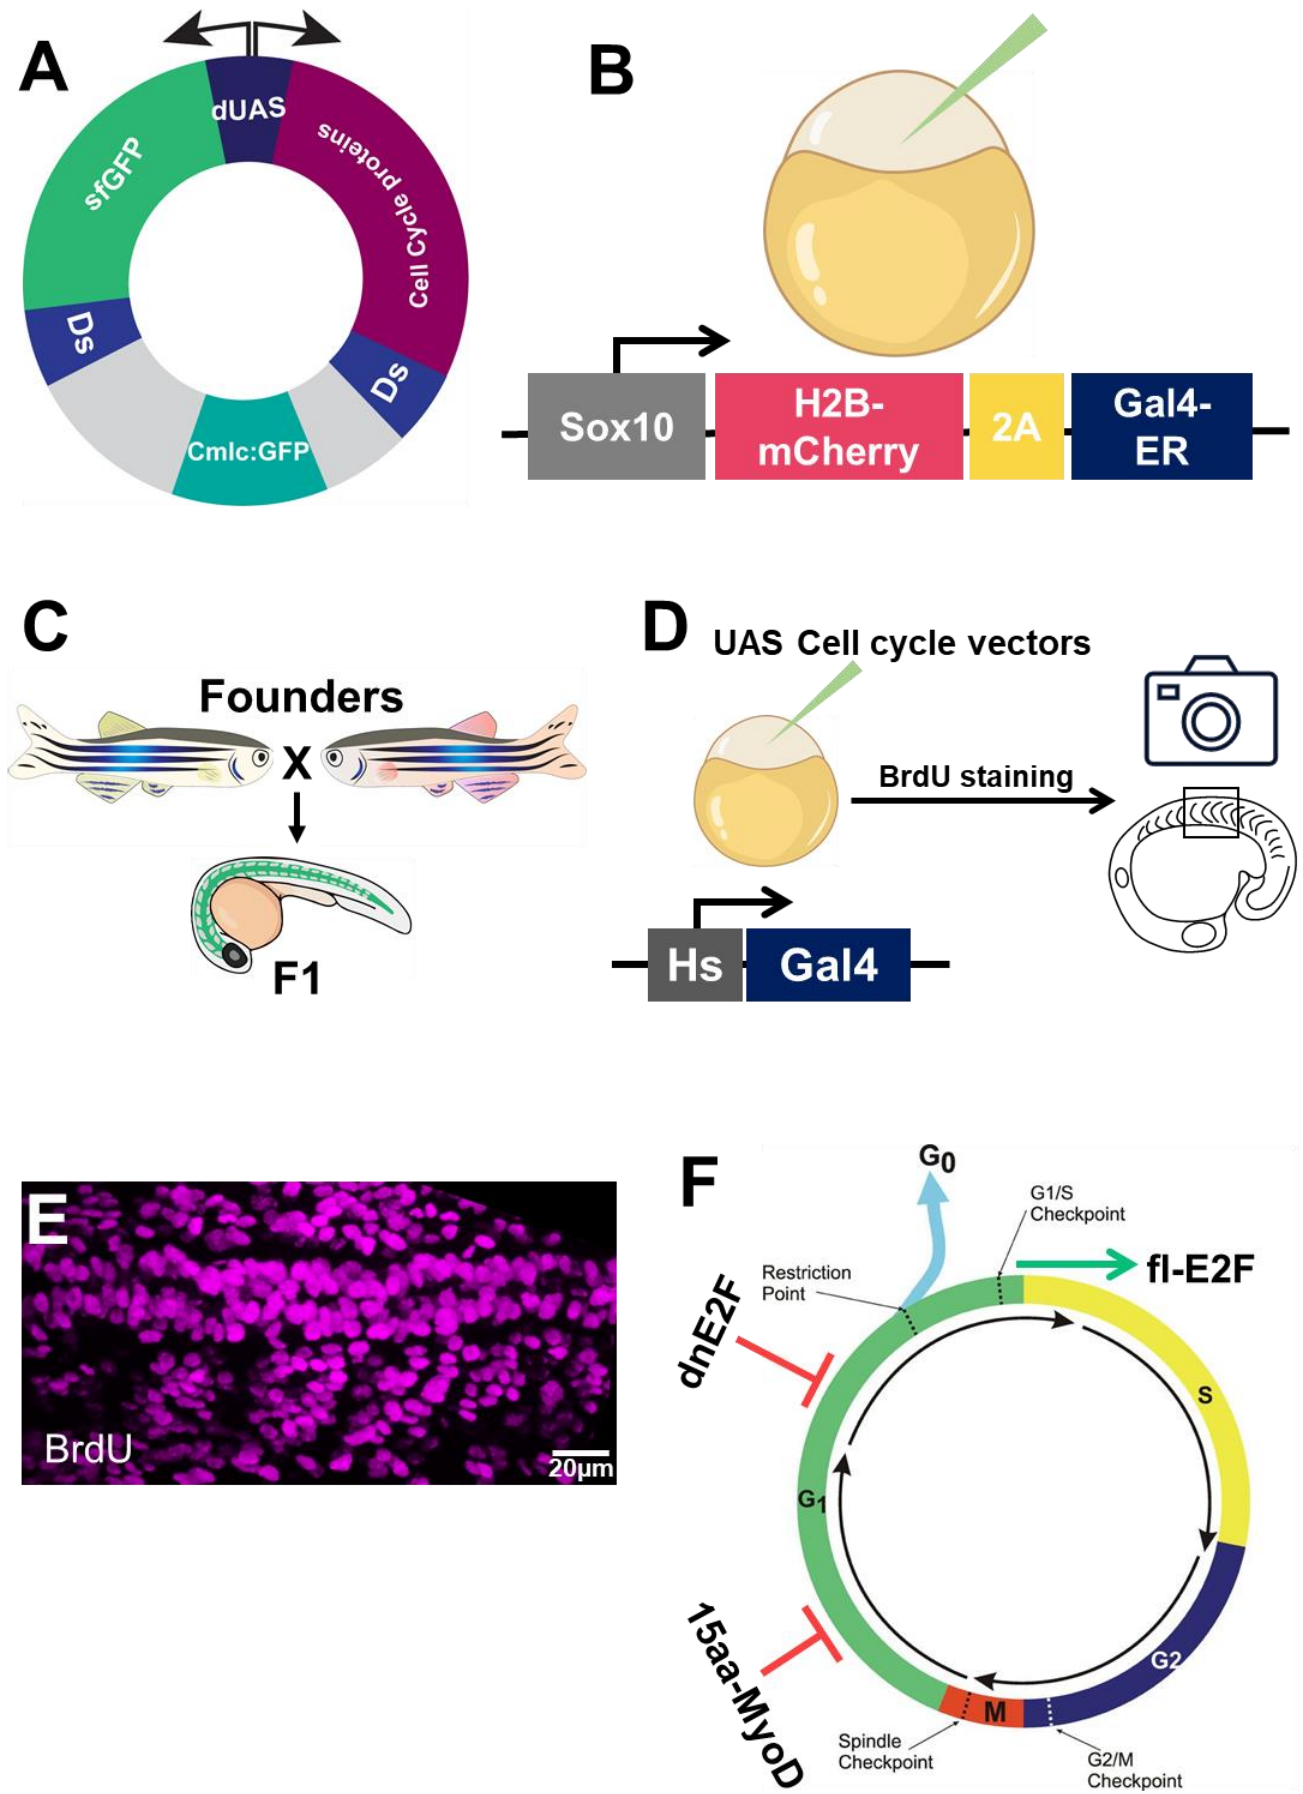 A
dUAS
sfGFP
Cell Cycle proteins
Ds
Ds
Cmlc:GFP
B
Sox10
H2B-
mCherry
2A
Gal4-
ER
C
Founders
X
F1
D
UAS Cell cycle vectors
BrdU staining
Hs
Gal4
E
BrdU
20µm
F
G0
G1/S
Checkpoint
fl-E2F
Restriction
Point
dnE2F
S
G1
G2
15aa-MyoD
M
Spindle
Checkpoint
G2/M
Checkpoint